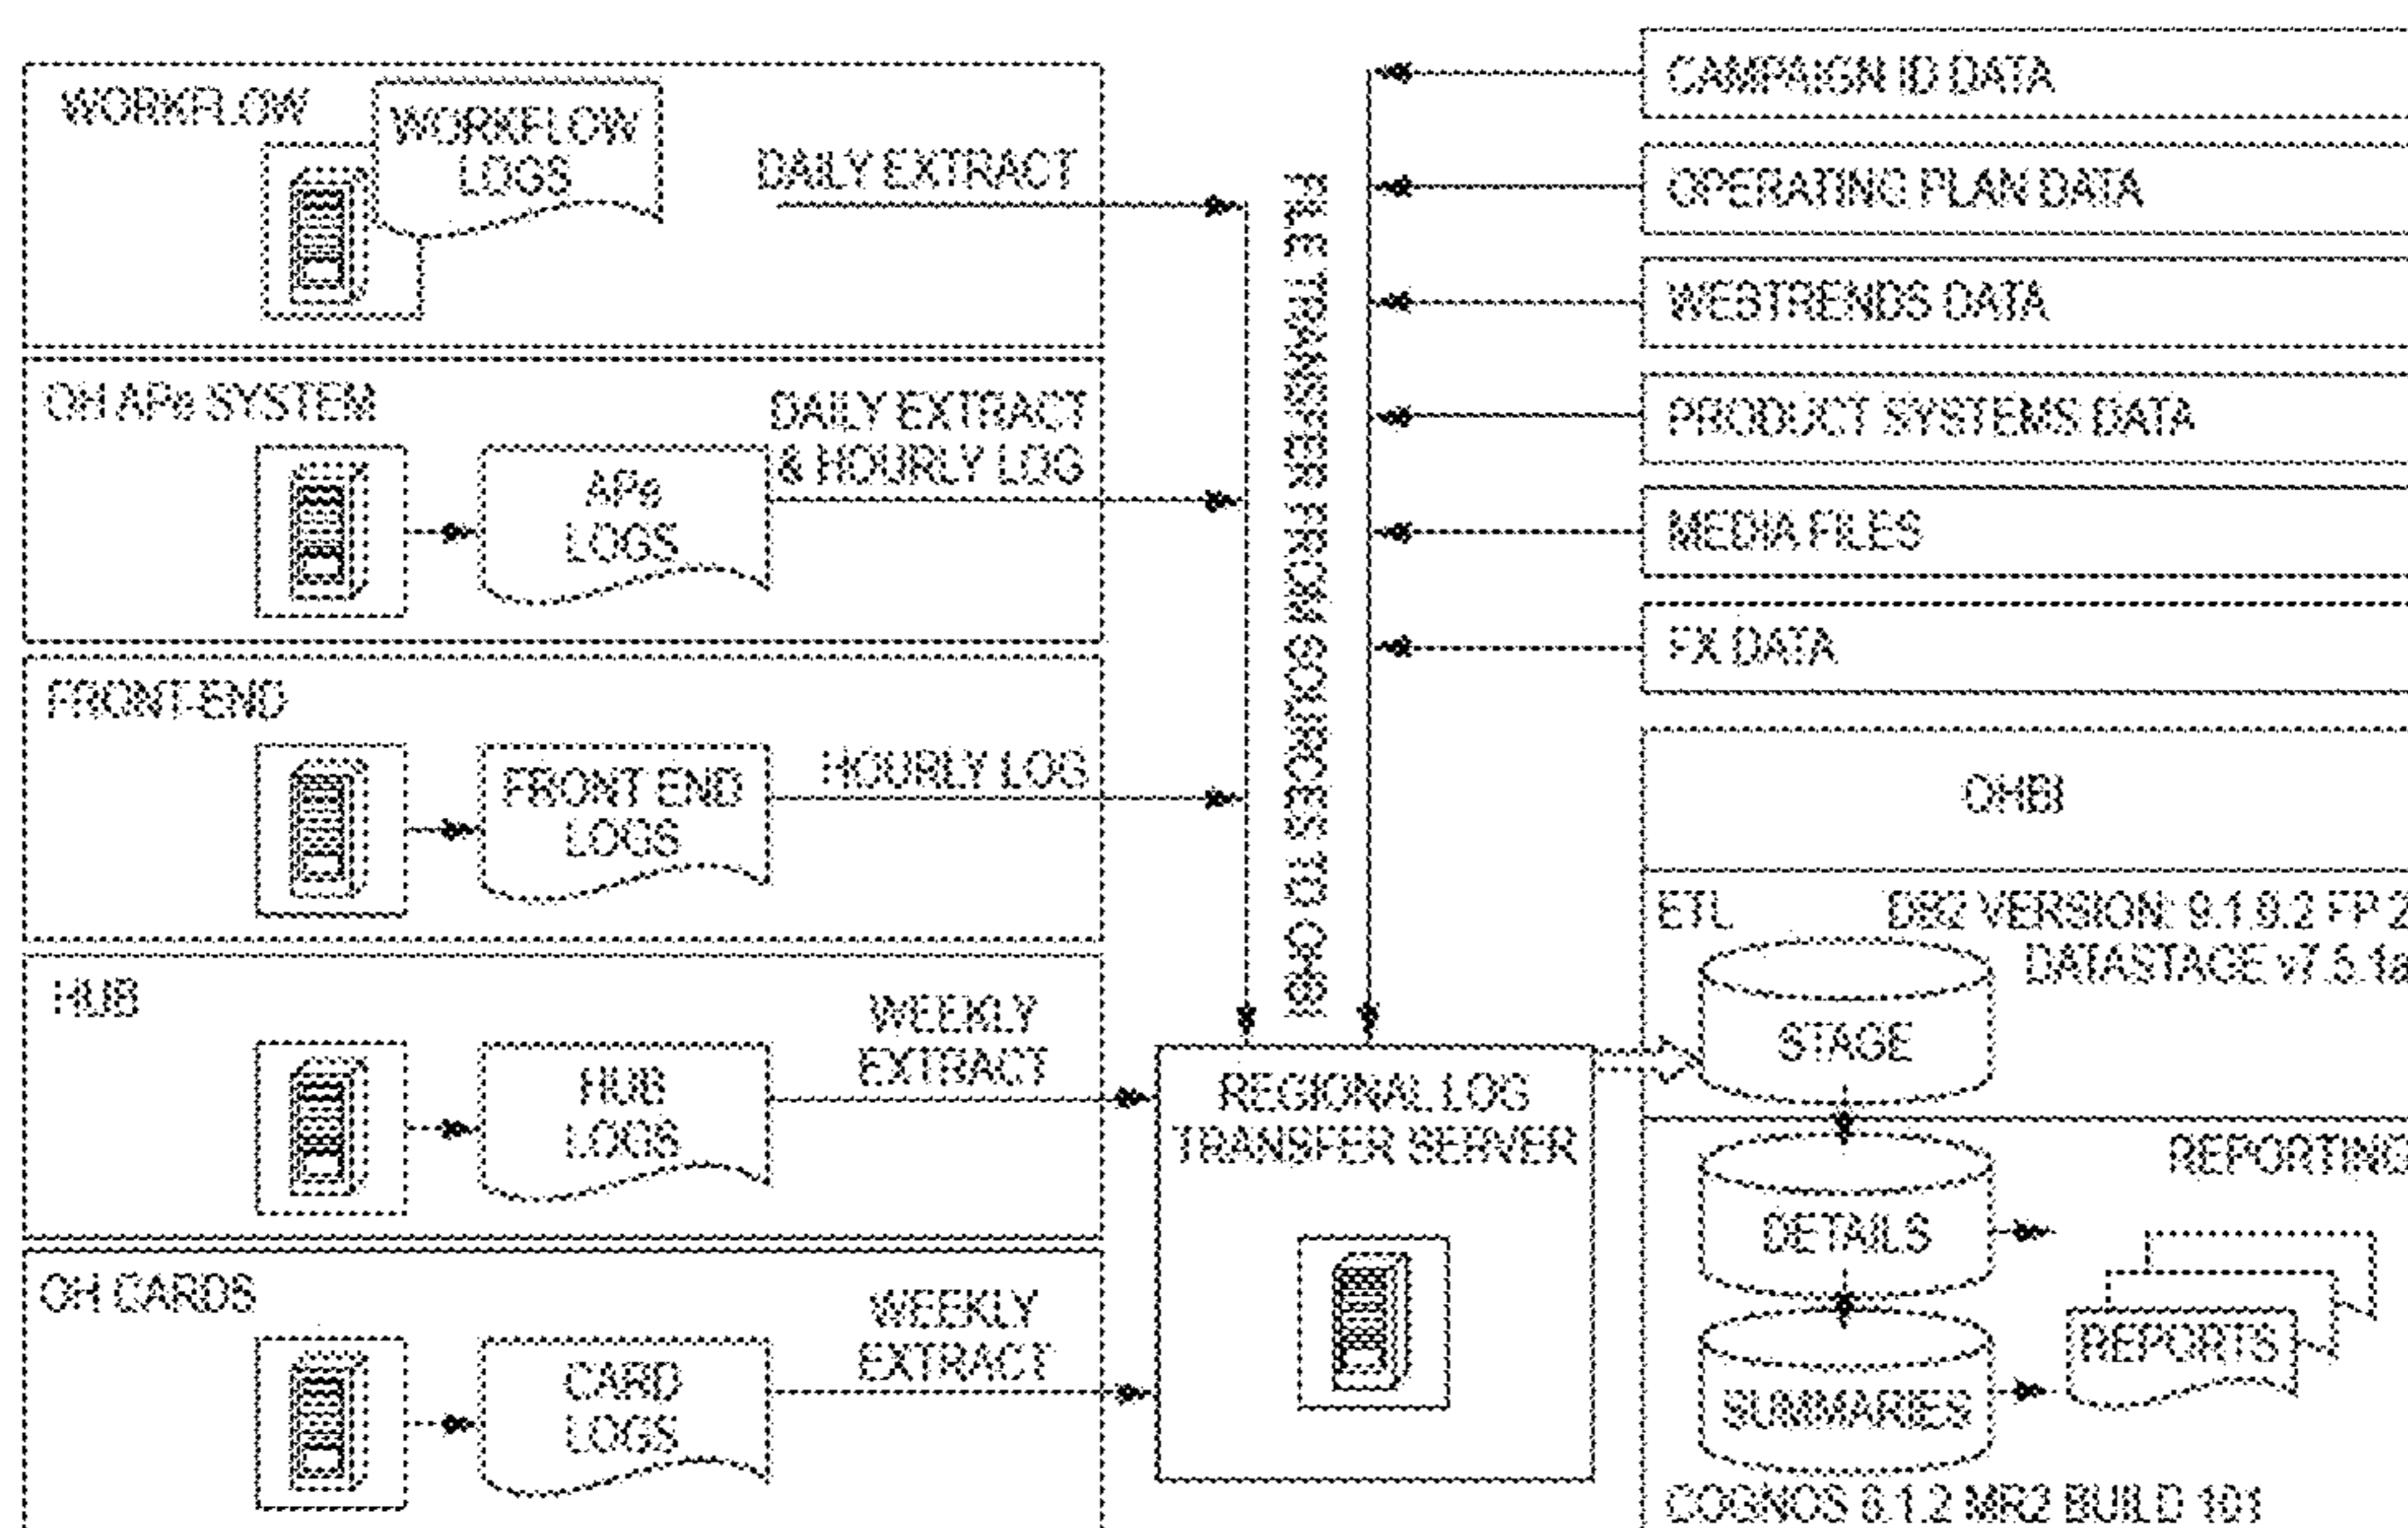 WORKFLOW
WORKFLOW
LOGS
DAILY EXTRACT
OH APe SYSTEM
APe
LOGS
DAILY EXTRACT
& HOURLY LOG
FRONT-END
FRONT END
LOGS
HOURLY LOG
HUB
HUB
LOGS
WEEKLY
EXTRACT
OH CARDS
CARD
LOGS
WEEKLY
EXTRACT
FILE TRANSFER FROM SOURCES TO OHBI
REGIONAL LOG
TRANSFER SERVER
CAMPAIGN ID DATA
OPERATING PLAN DATA
WEBTRENDS DATA
PRODUCT SYSTEMS DATA
MEDIA FILES
FX DATA
OHBI
ETL
DB2 VERSION: 9.1.0.2 FP 2
DATASTAGE v7.5.1a
STAGE
REPORTING
DETAILS
REPORTS
SUMMARIES
COGNOS 8.1.2 MR2 BUILD 101